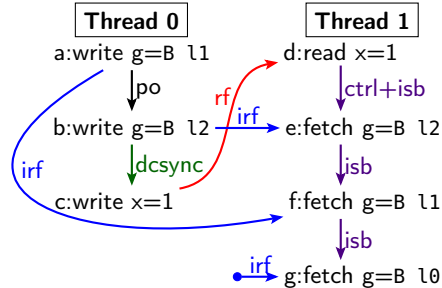 Thread 0
Thread 1
a:write g=B l1
d:read x=1
po
rf
ctrl+isb
b:write g=B l2
irf
e:fetch g=B l2
irf
dcsync
isb
c:write x=1
f:fetch g=B l1
isb
irf
g:fetch g=B l0